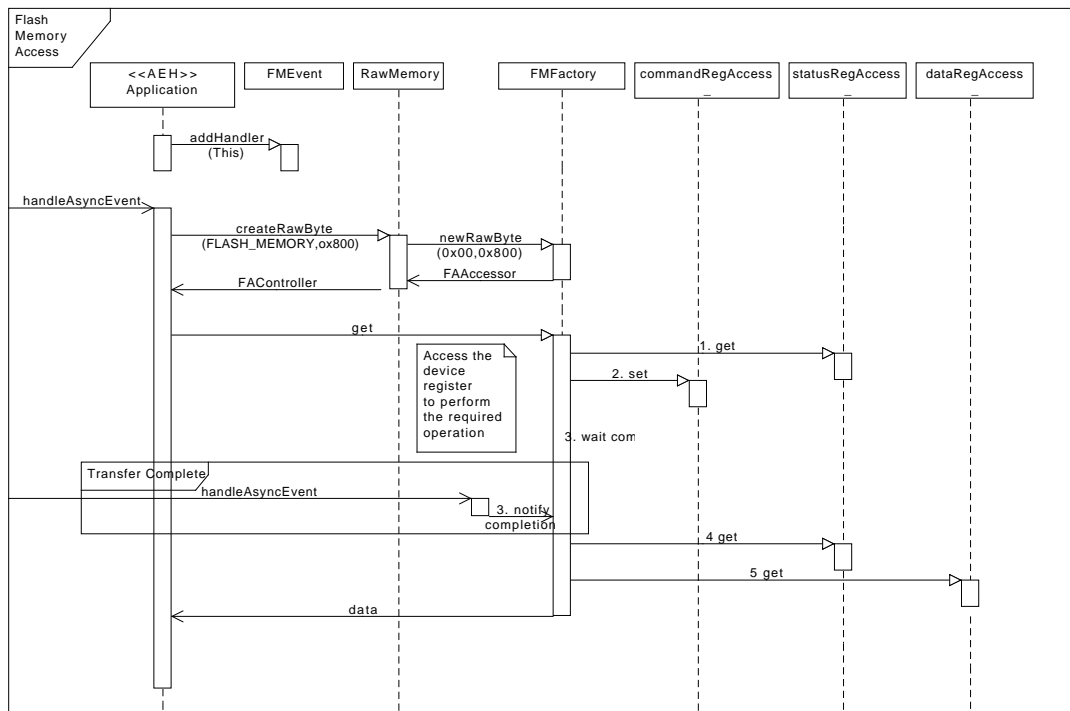 Flash
Memory
Access
<<AEH>>
Application
FMEvent
RawMemory
FMFactory
commandRegAccess
_
statusRegAccess
_
dataRegAccess
_
addHandler
(This)
handleAsyncEvent
createRawByte
(FLASH_MEMORY,ox800)
newRawByte
(0x00,0x800)
FAAccessor
FAController
get
Access the
device
register
to perform
the required
operation
1. get
2. set
3. wait com
Transfer Complete
handleAsyncEvent
3. notify
completion
4 get
5 get
data